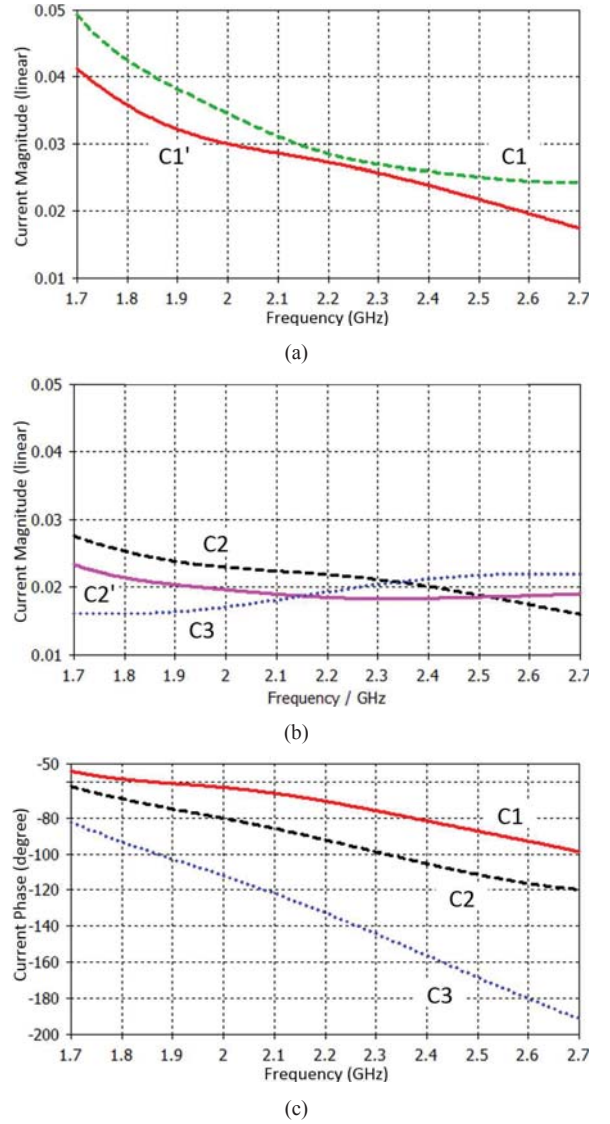 0.05
0.04
0.03
0.02
0.01
Current Magnitude (linear)
C1'
C1
1.7 1.8 1.9 2 2.1 2.2 2.3 2.4 2.5 2.6 2.7
Frequency (GHz)
(a)
0.05
0.04
0.03
0.02
0.01
Current Magnitude (linear)
C2
C2'
C3
1.7 1.8 1.9 2 2.1 2.2 2.3 2.4 2.5 2.6 2.7
Frequency / GHz
(b)
-50
-80
-100
-120
-140
-160
-180
-200
Current Phase (degree)
C1
C2
C3
1.7 1.8 1.9 2 2.1 2.2 2.3 2.4 2.5 2.6 2.7
Frequency (GHz)
(c)